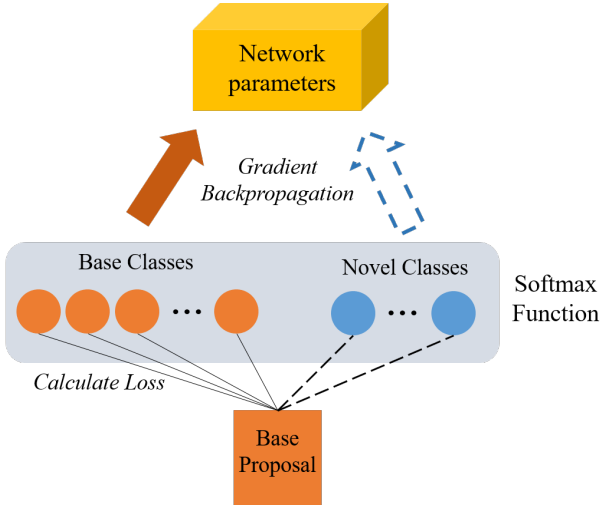 Network
parameters
Gradient
Backpropagation
Base Classes
Novel Classes
...
...
Softmax
Function
Calculate Loss
Base
Proposal